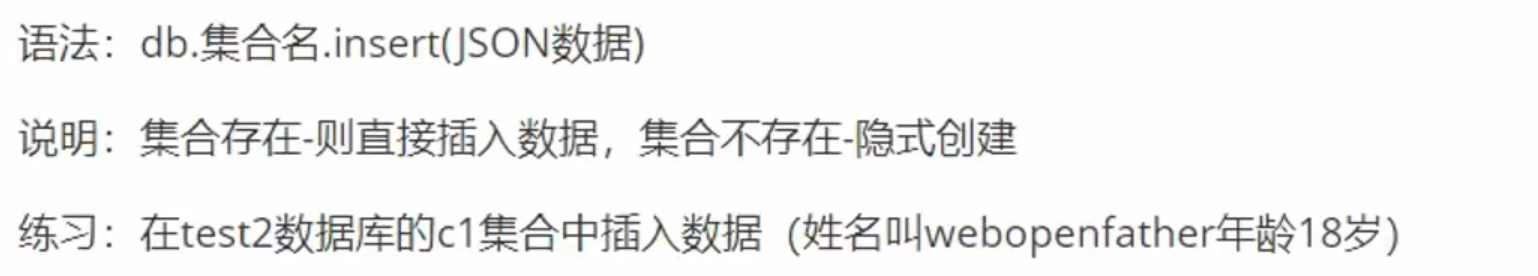 语法：db.集合名.insert(JSON数据)
说明：集合存在-则直接插入数据，集合不存在-隐式创建
练习：在test2数据库的c1集合中插入数据（姓名叫webopenfather年龄18岁）